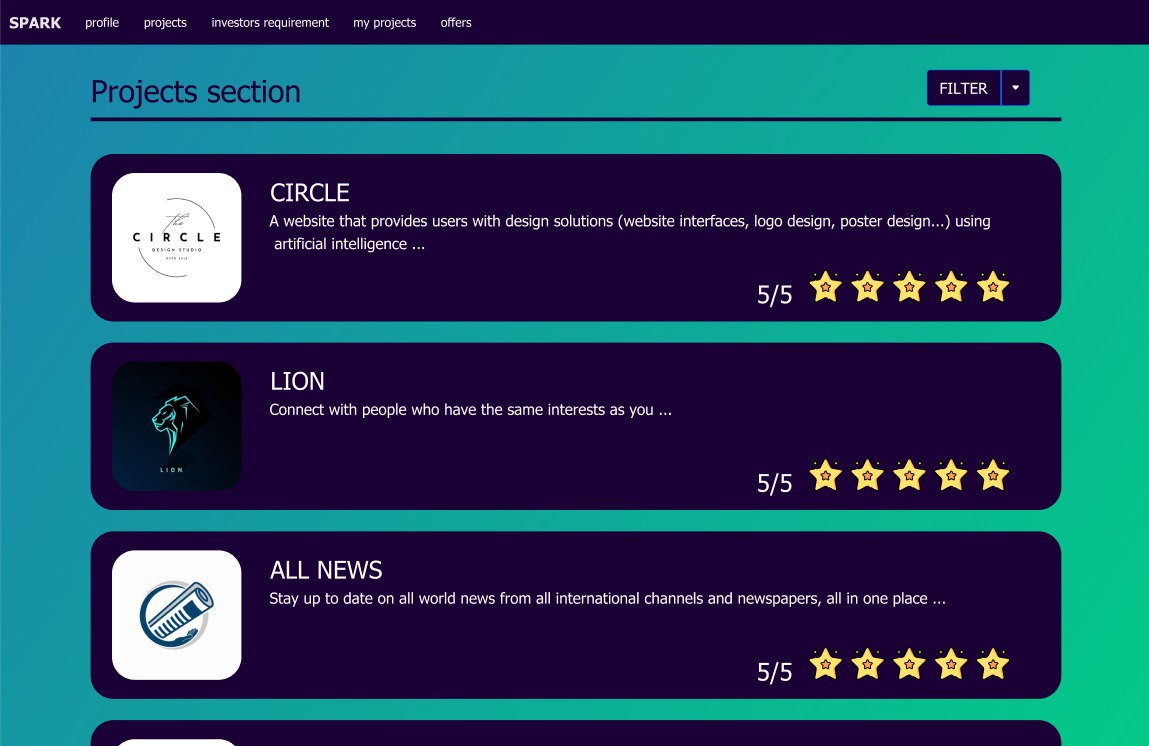 SPARK profile projects investors requirement my projects offers
Projects section
FILTER
the
CIRCLE
DESIGN STUDIO
CIRCLE
A website that provides users with design solutions (website interfaces, logo design, poster design...) using
artificial intelligence ...
5/5
LION
LION
Connect with people who have the same interests as you ...
5/5
ALL NEWS
Stay up to date on all world news from all international channels and newspapers, all in one place ...
5/5